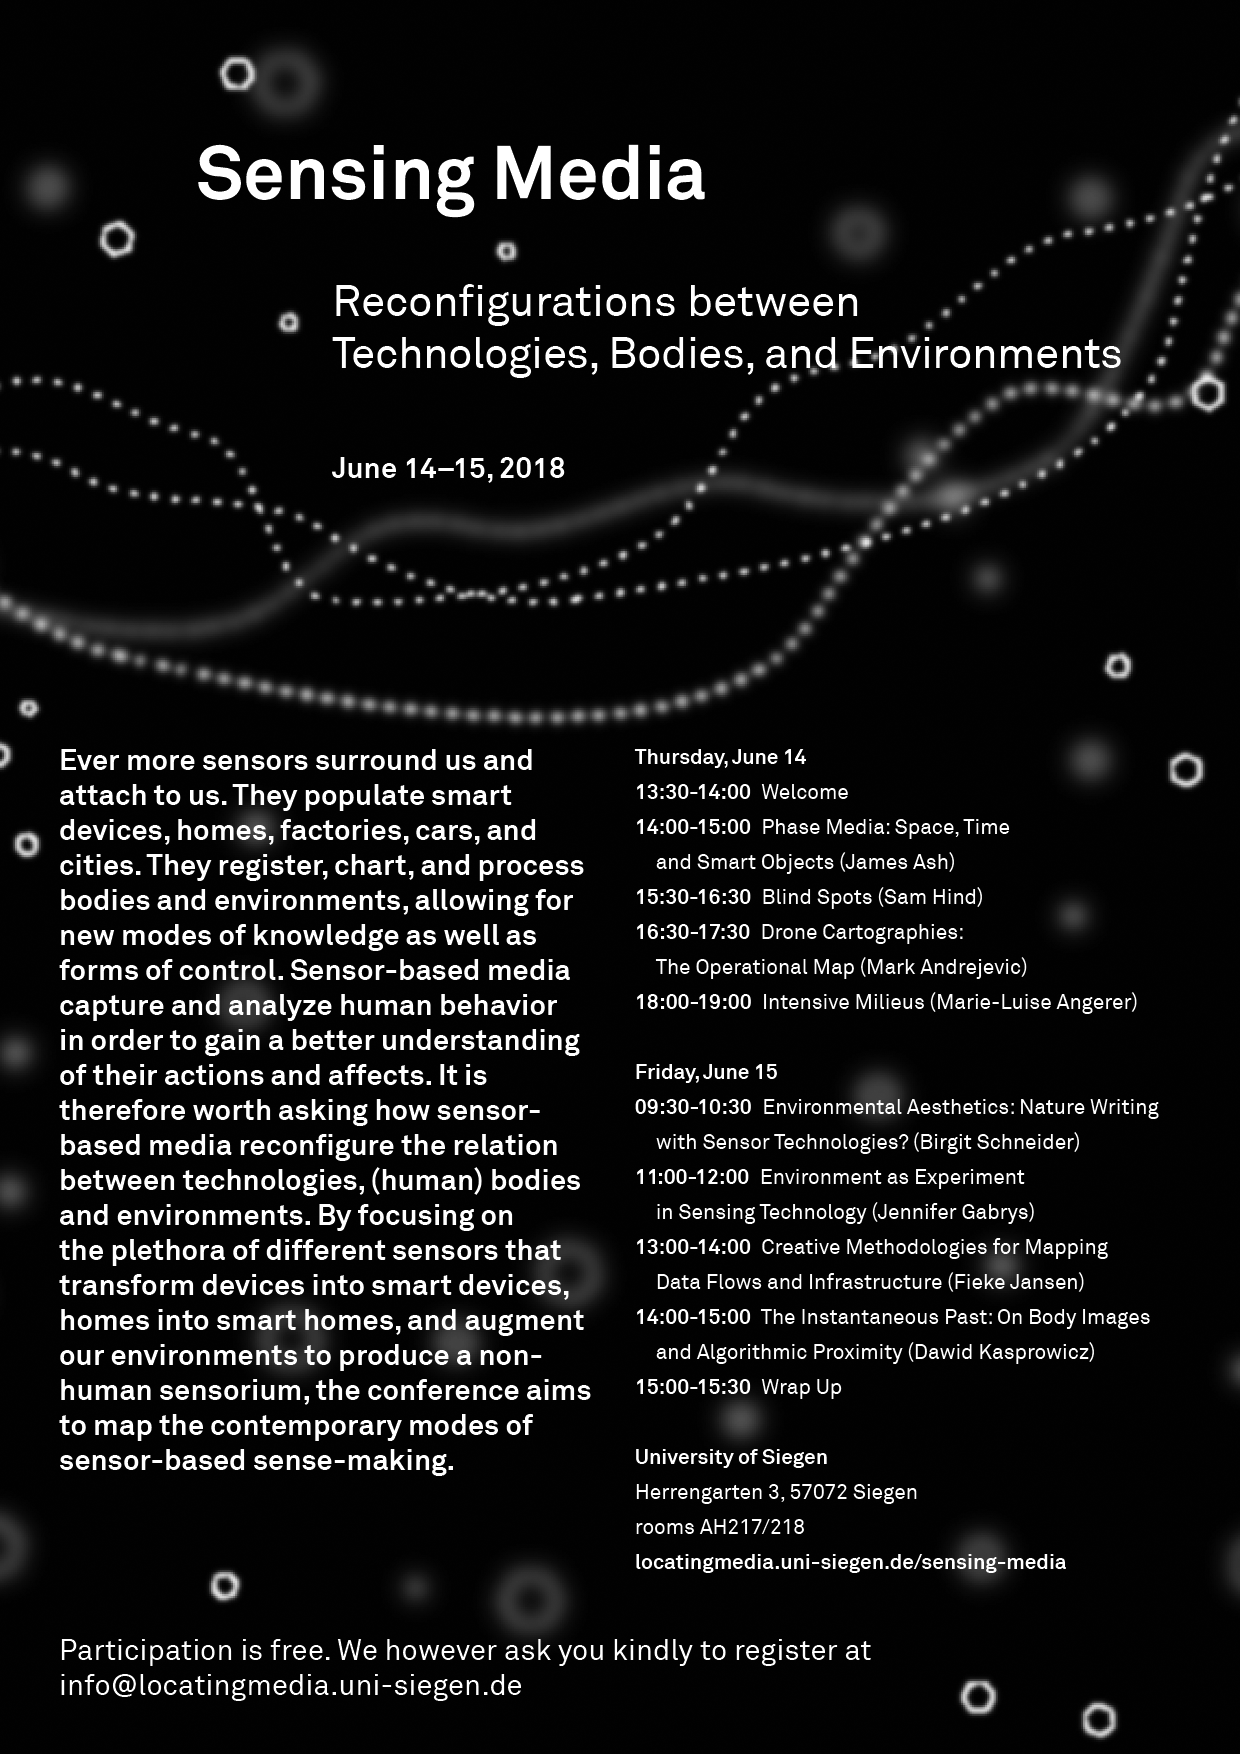 Sensing Media
Reconfigurations between
Technologies, Bodies, and Environments
June 14–15, 2018
Ever more sensors surround us and
attach to us. They populate smart
devices, homes, factories, cars, and
cities. They register, chart, and process
bodies and environments, allowing for
new modes of knowledge as well as
forms of control. Sensor-based media
capture and analyze human behavior
in order to gain a better understanding
of their actions and affects. It is
therefore worth asking how sensor-
based media reconfigure the relation
between technologies, (human) bodies
and environments. By focusing on
the plethora of different sensors that
transform devices into smart devices,
homes into smart homes, and augment
our environments to produce a non-
human sensorium, the conference aims
to map the contemporary modes of
sensor-based sense-making.
Thursday, June 14
13:30-14:00 Welcome
14:00-15:00 Phase Media: Space, Time
and Smart Objects (James Ash)
15:30-16:30 Blind Spots (Sam Hind)
16:30-17:30 Drone Cartographies:
The Operational Map (Mark Andrejevic)
18:00-19:00 Intensive Milieus (Marie-Luise Angerer)
Friday, June 15
09:30-10:30 Environmental Aesthetics: Nature Writing
with Sensor Technologies? (Birgit Schneider)
11:00-12:00 Environment as Experiment
in Sensing Technology (Jennifer Gabrys)
13:00-14:00 Creative Methodologies for Mapping
Data Flows and Infrastructure (Fieke Jansen)
14:00-15:00 The Instantaneous Past: On Body Images
and Algorithmic Proximity (Dawid Kasprowicz)
15:00-15:30 Wrap Up
University of Siegen
Herrengarten 3, 57072 Siegen
rooms AH217/218
locatingmedia.uni-siegen.de/sensing-media
Participation is free. We however ask you kindly to register at
info@locatingmedia.uni-siegen.de